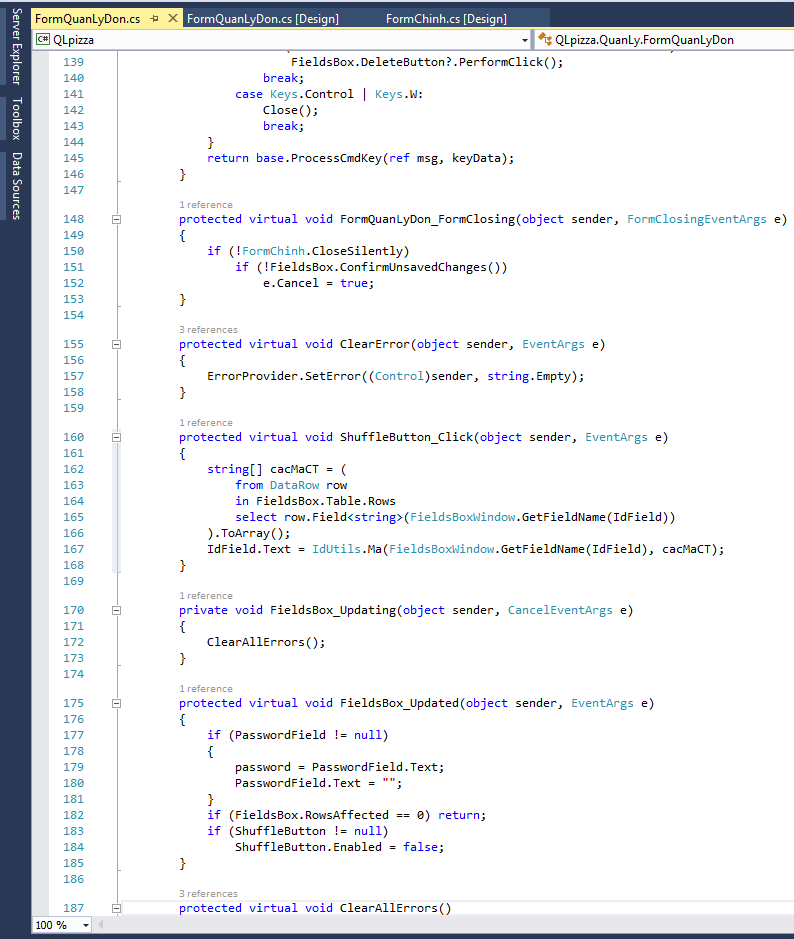 FormQuanLyDon.cs
FormQuanLyDon.cs [Design]
FormChinh.cs [Design]
Server Explorer
Toolbox
Data Sources
C# QLpizza
QLpizza.QuanLy.FormQuanLyDon
139 FieldsBox.DeleteButton?.PerformClick();
140 break;
141 case Keys.Control | Keys.W:
142 Close();
143 break;
144 }
145 return base.ProcessCmdKey(ref msg, keyData);
146 }
147
1 reference
148 protected virtual void FormQuanLyDon_FormClosing(object sender, FormClosingEventArgs e)
149 {
150 if (!FormChinh.CloseSilently)
151 if (!FieldsBox.ConfirmUnsavedChanges())
152 e.Cancel = true;
153 }
154
3 references
155 protected virtual void ClearError(object sender, EventArgs e)
156 {
157 ErrorProvider.SetError((Control)sender, string.Empty);
158 }
159
1 reference
160 protected virtual void ShuffleButton_Click(object sender, EventArgs e)
161 {
162 string[] cacMaCT = (
163 from DataRow row
164 in FieldsBox.Table.Rows
165 select row.Field<string>(FieldsBoxWindow.GetFieldName(IdField))
166 ).ToArray();
167 IdField.Text = IdUtils.Ma(FieldsBoxWindow.GetFieldName(IdField), cacMaCT);
168 }
169
1 reference
170 private void FieldsBox_Updating(object sender, CancelEventArgs e)
171 {
172 ClearAllErrors();
173 }
174
1 reference
175 protected virtual void FieldsBox_Updated(object sender, EventArgs e)
176 {
177 if (PasswordField != null)
178 {
179 password = PasswordField.Text;
180 PasswordField.Text = "";
181 }
182 if (FieldsBox.RowsAffected == 0) return;
183 if (ShuffleButton != null)
184 ShuffleButton.Enabled = false;
185 }
186
3 references
187 protected virtual void ClearAllErrors()
100 %